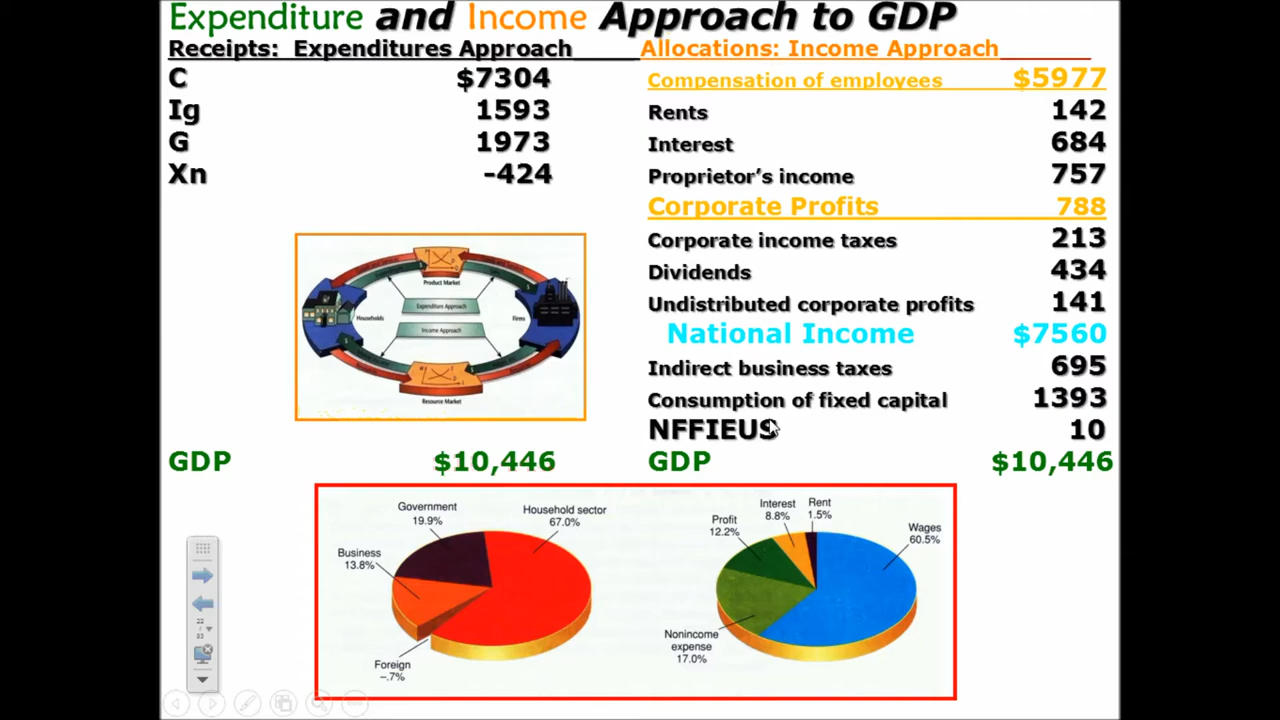 Expenditure and Income Approach to GDP
Receipts: Expenditures Approach
C $7304
Ig 1593
G 1973
Xn -424
Product Market
Expenditure Approach
Households
Firms
Income Approach
Resource Market
GDP $10,446
Allocations: Income Approach
Compensation of employees $5977
Rents 142
Interest 684
Proprietor's income 757
Corporate Profits 788
Corporate income taxes 213
Dividends 434
Undistributed corporate profits 141
National Income $7560
Indirect business taxes 695
Consumption of fixed capital 1393
NFFIEUS 10
GDP $10,446
Government
19.9%
Household sector
67.0%
Business
13.8%
Foreign
–.7%
Interest
8.8%
Rent
1.5%
Profit
12.2%
Wages
60.5%
Nonincome
expense
17.0%
22
/
33